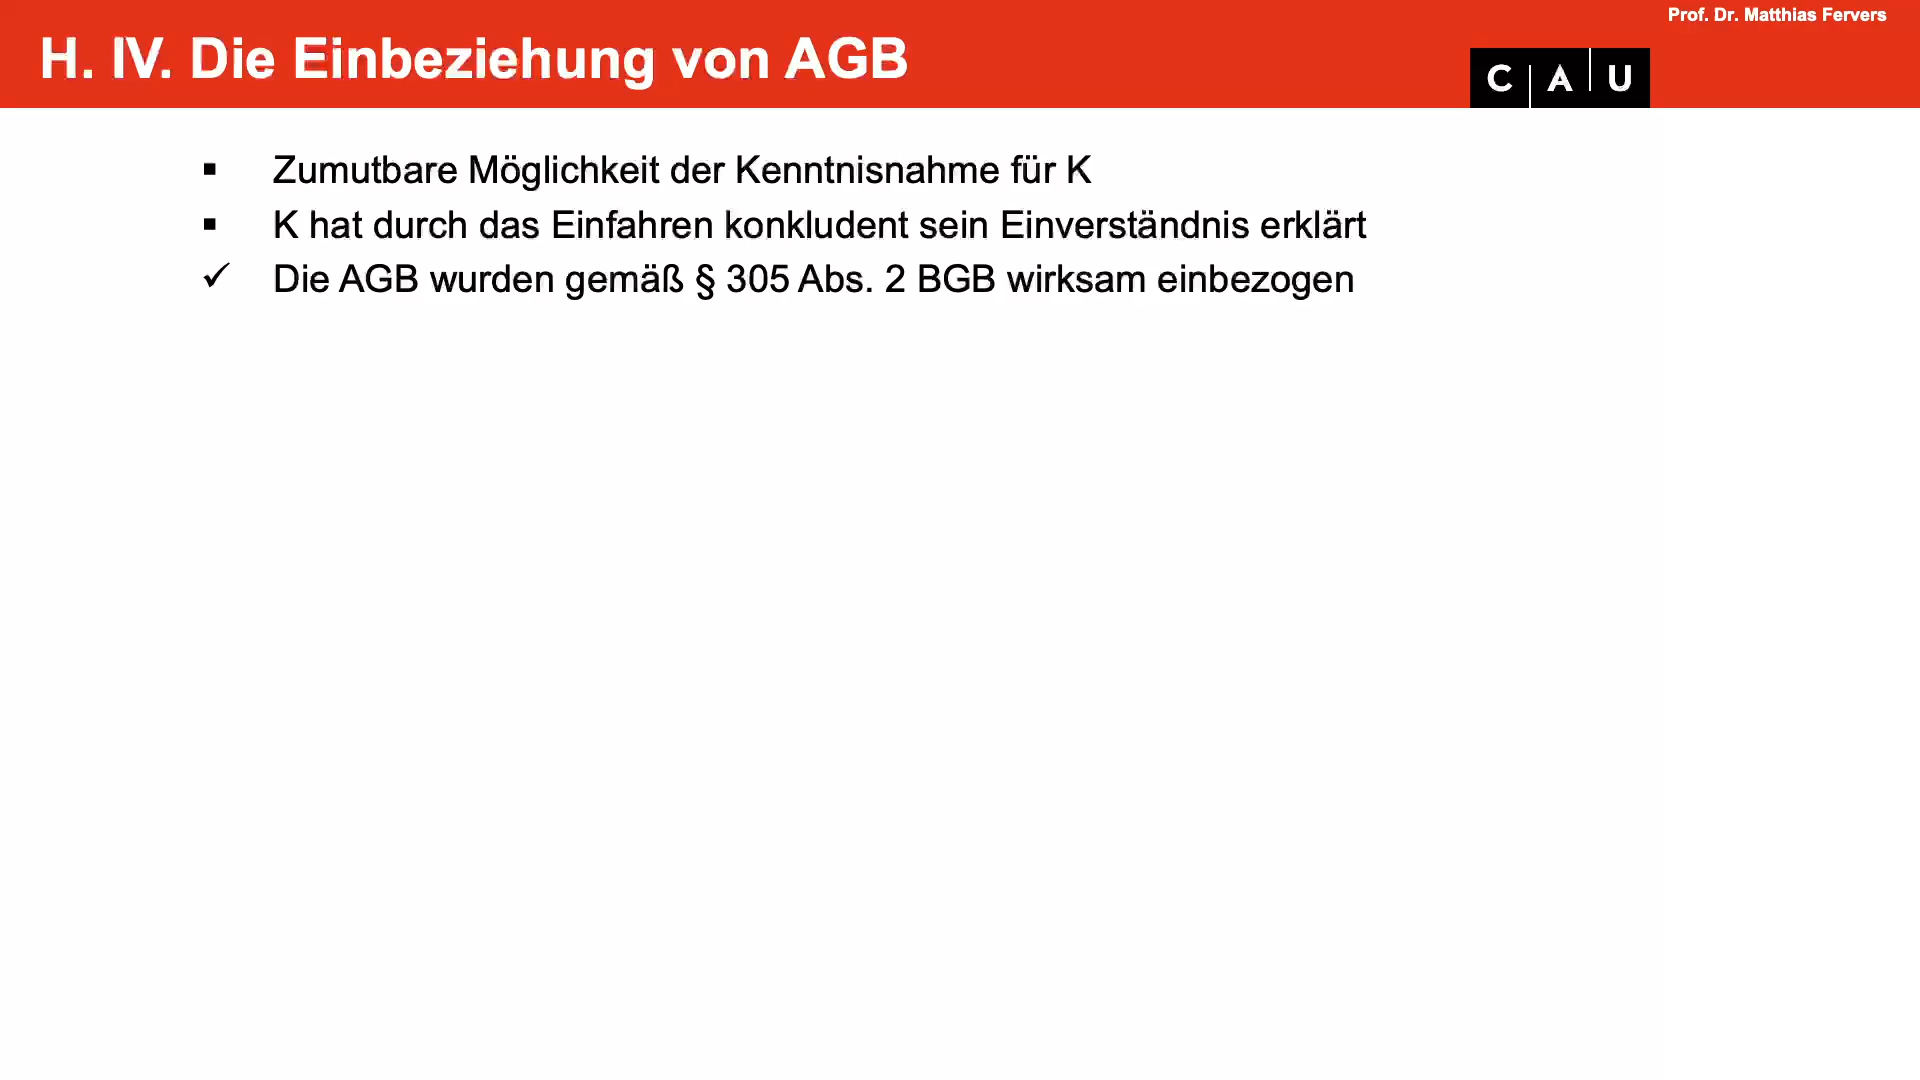 Prof. Dr. Matthias Fervers
H. IV. Die Einbeziehung von AGB
C A U
▪ Zumutbare Möglichkeit der Kenntnisnahme für K
▪ K hat durch das Einfahren konkludent sein Einverständnis erklärt
✓ Die AGB wurden gemäß § 305 Abs. 2 BGB wirksam einbezogen